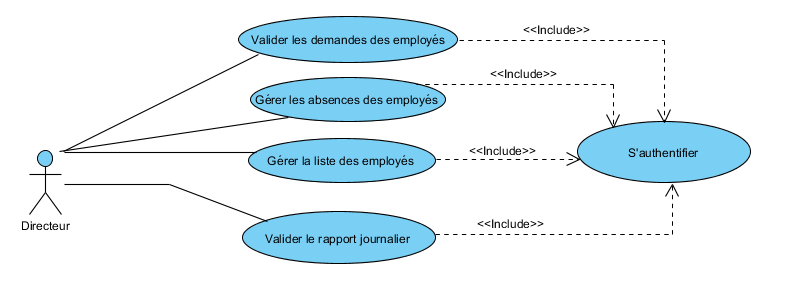 Valider les demandes des employés
<<Include>>
<<Include>>
Gérer les absences des employés
<<Include>>
Gérer la liste des employés
S'authentifier
Directeur
<<Include>>
Valider le rapport journalier